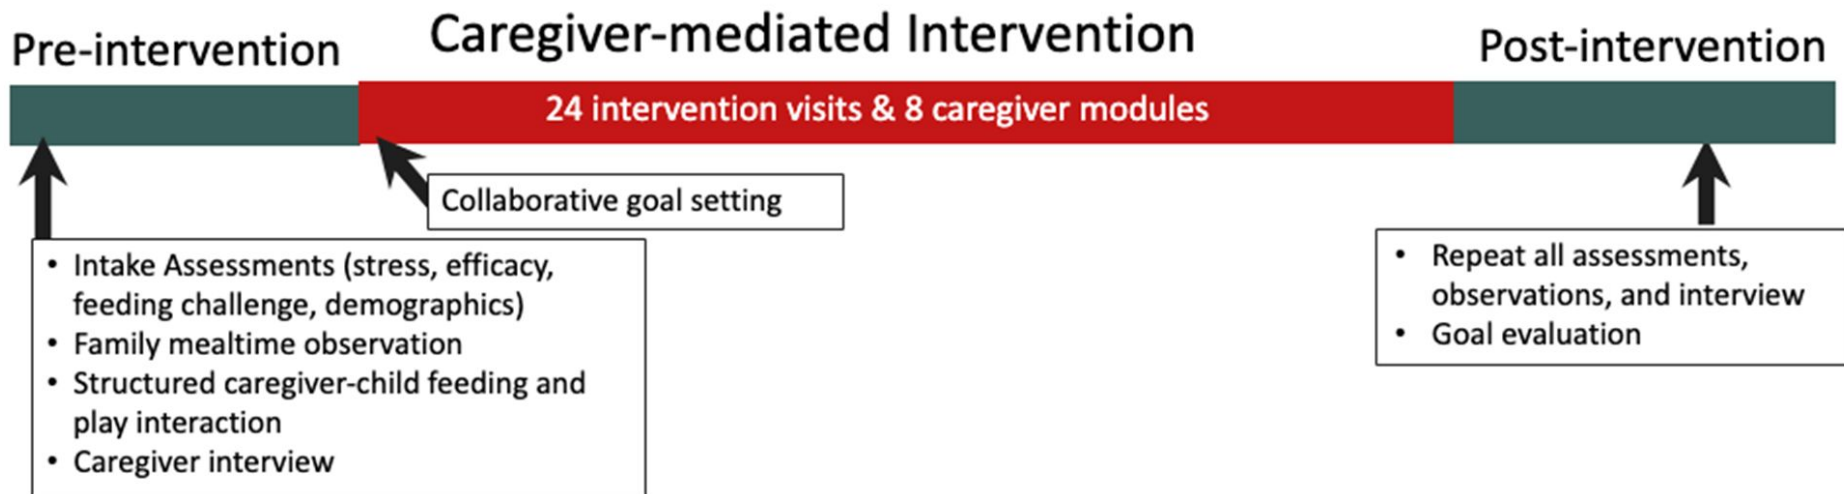 Pre-intervention
Caregiver-mediated Intervention
Post-intervention
24 intervention visits & 8 caregiver modules
Collaborative goal setting
• Intake Assessments (stress, efficacy,
feeding challenge, demographics)
• Family mealtime observation
• Structured caregiver-child feeding and
play interaction
• Caregiver interview
• Repeat all assessments,
observations, and interview
• Goal evaluation